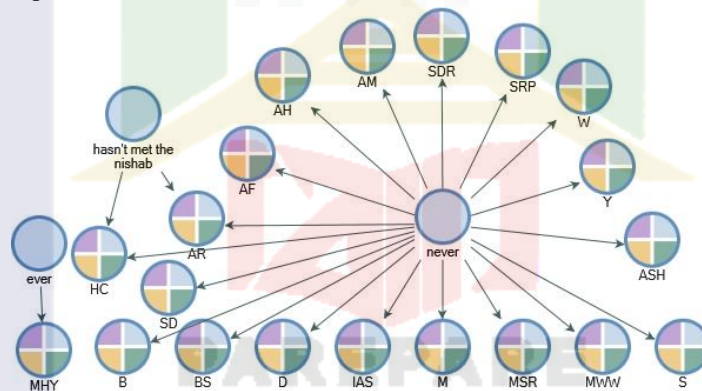 SDR
AM
SRP
AH
W
hasn't met the
nishab
AF
Y
AR
never
ASH
ever
HC
SD
MHY
B
BS
D
IAS
M
MSR
MWW
S
PAREPARE